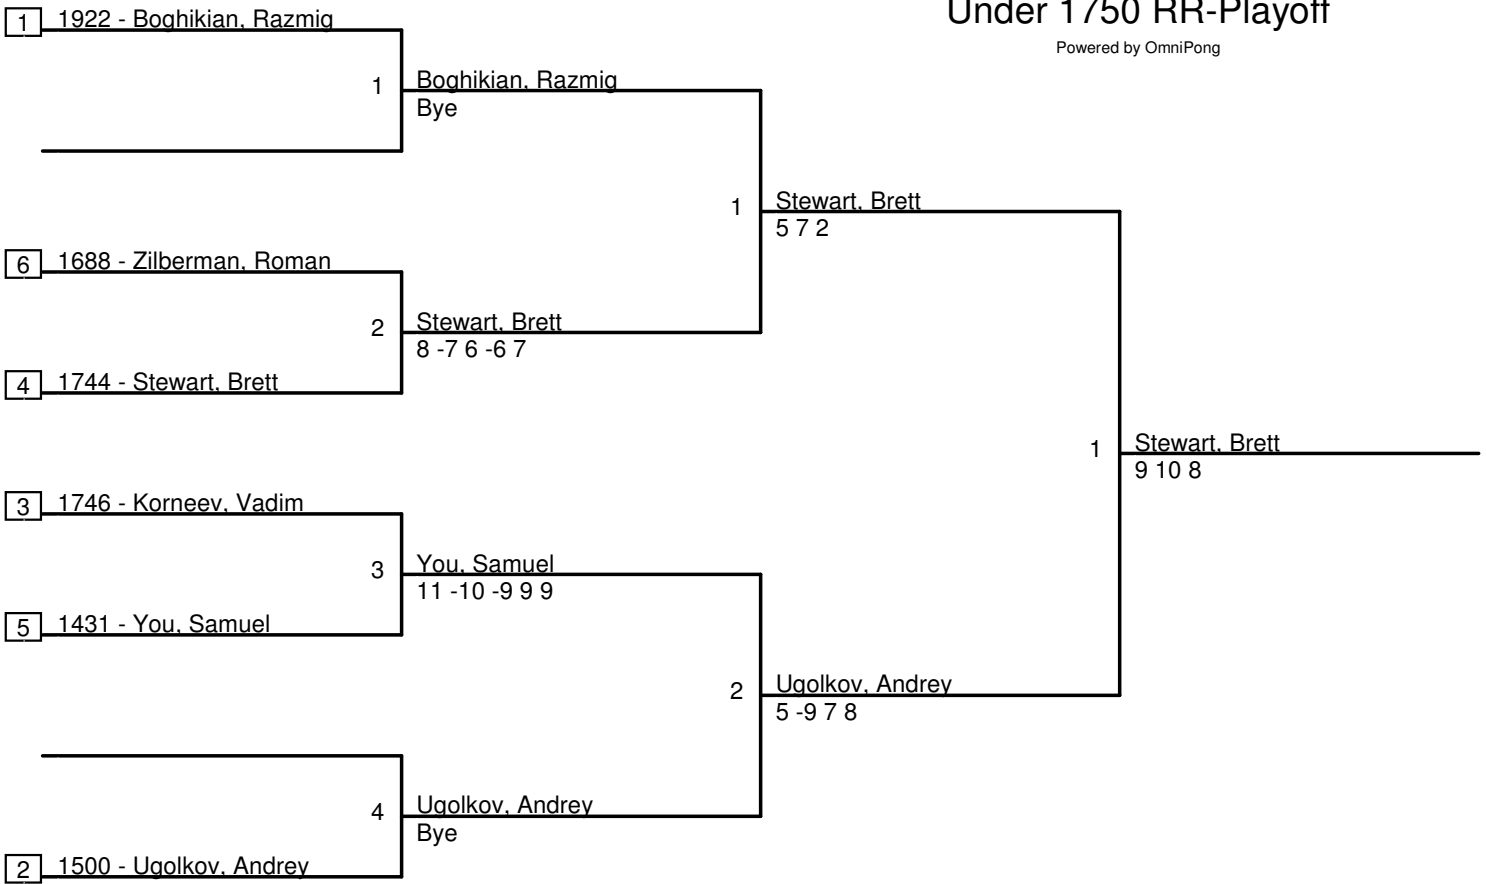 Under 1750 RR-Playoff
Powered by OmniPong
1 1922 - Boghikian, Razmig
1 Boghikian, Razmig
Bye
1 Stewart, Brett
5 7 2
6 1688 - Zilberman, Roman
2 Stewart, Brett
8 -7 6 -6 7
4 1744 - Stewart, Brett
1 Stewart, Brett
9 10 8
3 1746 - Korneev, Vadim
3 You, Samuel
11 -10 -9 9 9
5 1431 - You, Samuel
2 Ugolkov, Andrey
5 -9 7 8
4 Ugolkov, Andrey
Bye
2 1500 - Ugolkov, Andrey